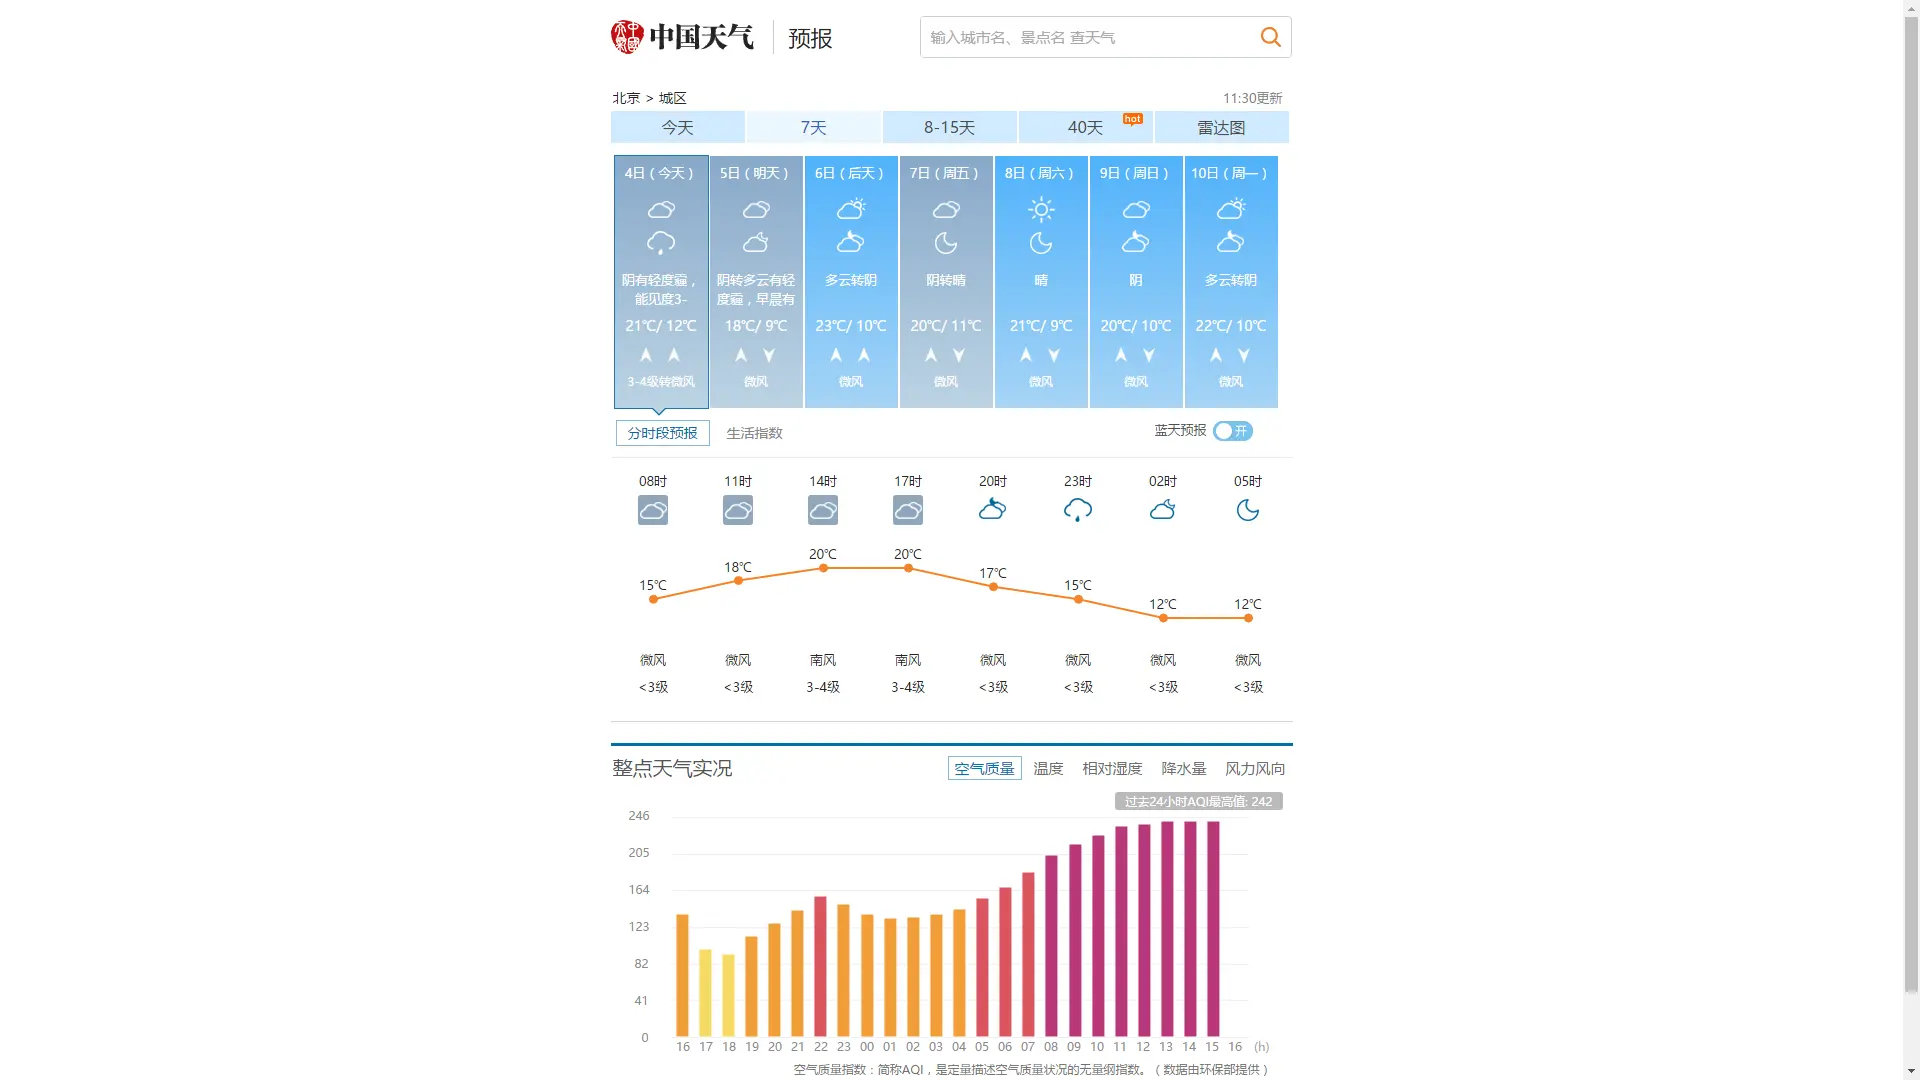 中国天气 预报
输入城市名、景点名 查天气
北京 > 城区 11:30更新
今天 7天 8-15天 40天 hot 雷达图
4日（今天） 5日（明天） 6日（后天） 7日（周五） 8日（周六） 9日（周日） 10日（周一）
阴有轻度霾， 阴转多云有轻 多云转阴 阴转晴 晴 阴 多云转阴
能见度3- 度霾，早晨有
21℃/ 12℃ 18℃/ 9℃ 23℃/ 10℃ 20℃/ 11℃ 21℃/ 9℃ 20℃/ 10℃ 22℃/ 10℃
3-4级转微风 微风 微风 微风 微风 微风 微风
分时段预报 生活指数 蓝天预报 开
08时 11时 14时 17时 20时 23时 02时 05时
15℃ 18℃ 20℃ 20℃ 17℃ 15℃ 12℃ 12℃
微风 微风 南风 南风 微风 微风 微风 微风
<3级 <3级 3-4级 3-4级 <3级 <3级 <3级 <3级
整点天气实况 空气质量 温度 相对湿度 降水量 风力风向
过去24小时AQI最高值: 242
246
205
164
123
82
41
0
16 17 18 19 20 21 22 23 00 01 02 03 04 05 06 07 08 09 10 11 12 13 14 15 16 (h)
空气质量指数：简称AQI，是定量描述空气质量状况的无量纲指数。（数据由环保部提供）